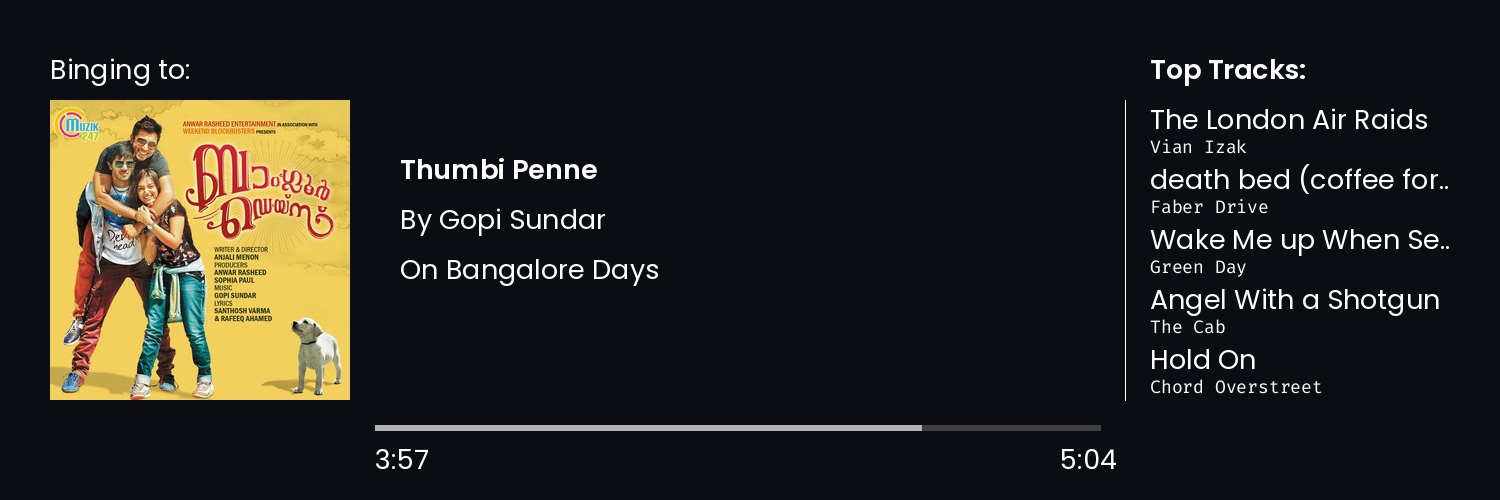 Binging to:
MUZIK
247
ANWAR RASHEED ENTERTAINMENT IN ASSOCIATION WITH
WEEKEND BLOCKBUSTERS PRESENTS
ബാംഗ്ലൂർ
ഡെയ്സ്
WRITER & DIRECTOR
ANJALI MENON
PRODUCERS
ANWAR RASHEED
SOPHIA PAUL
MUSIC
GOPI SUNDAR
LYRICS
SANTHOSH VARMA
& RAFEEQ AHAMED
Thumbi Penne
By Gopi Sundar
On Bangalore Days
3:57
5:04
Top Tracks:
The London Air Raids
Vian Izak
death bed (coffee for..
Faber Drive
Wake Me up When Se..
Green Day
Angel With a Shotgun
The Cab
Hold On
Chord Overstreet